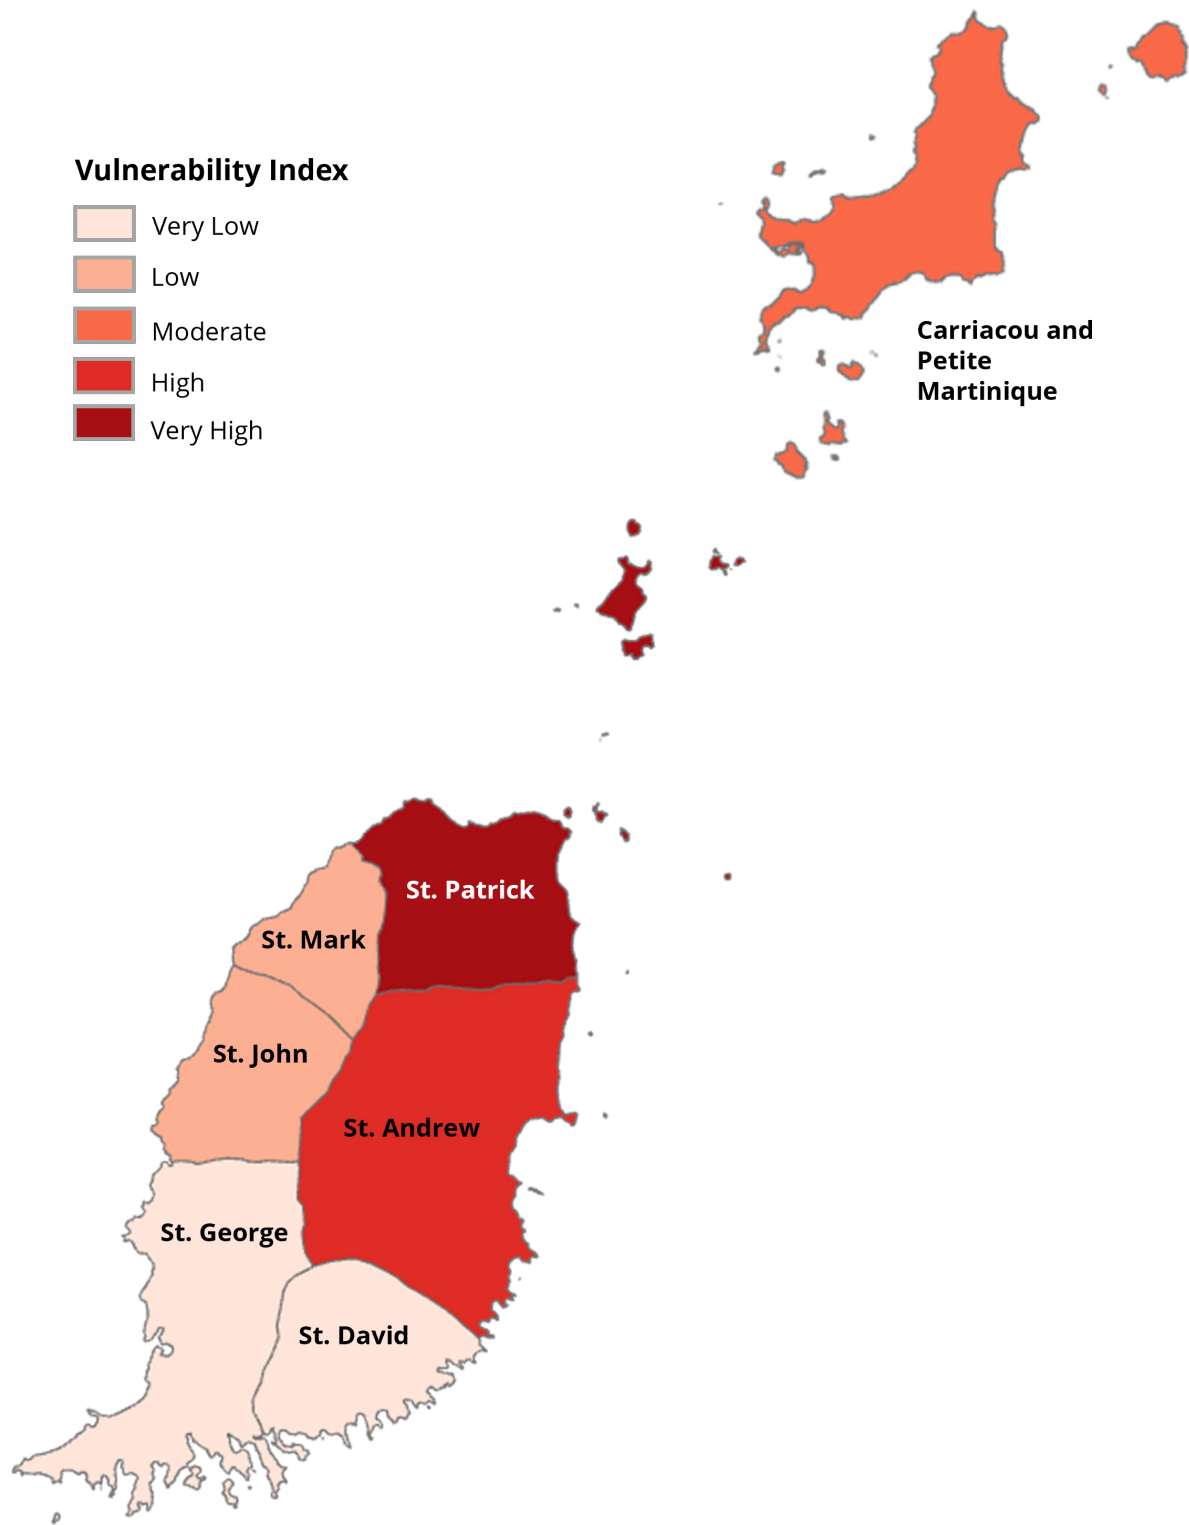 Vulnerability Index
Very Low
Low
Moderate
High
Very High
Carriacou and
Petite
Martinique
St. Patrick
St. Mark
St. John
St. Andrew
St. George
St. David